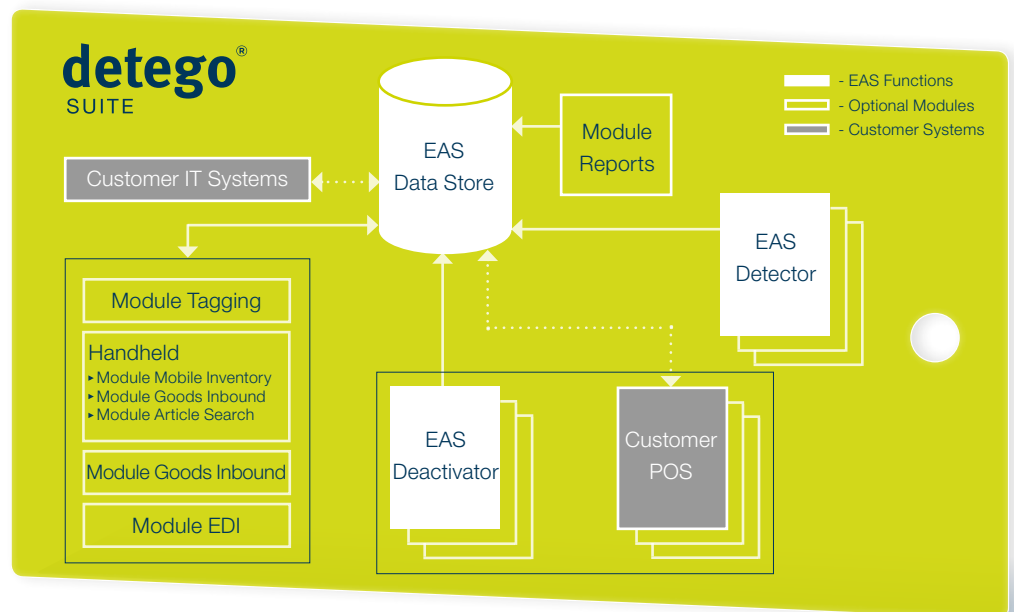 detego®
SUITE
- EAS Functions
- Optional Modules
- Customer Systems
EAS
Data Store
Module
Reports
Customer IT Systems
EAS
Detector
Module Tagging
Handheld
▸ Module Mobile Inventory
▸ Module Goods Inbound
▸ Module Article Search
Module Goods Inbound
Module EDI
EAS
Deactivator
Customer
POS